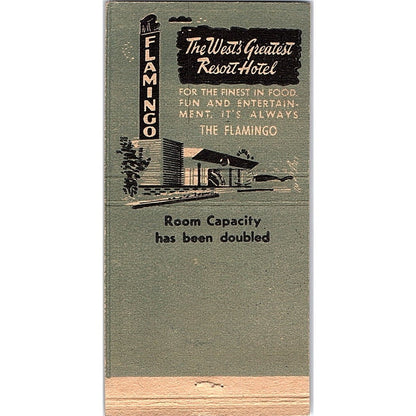 FLAMINGO
The West's Greatest
Resort Hotel
FOR THE FINEST IN FOOD,
FUN AND ENTERTAIN-
MENT, IT'S ALWAYS
THE FLAMINGO
Room Capacity
has been doubled